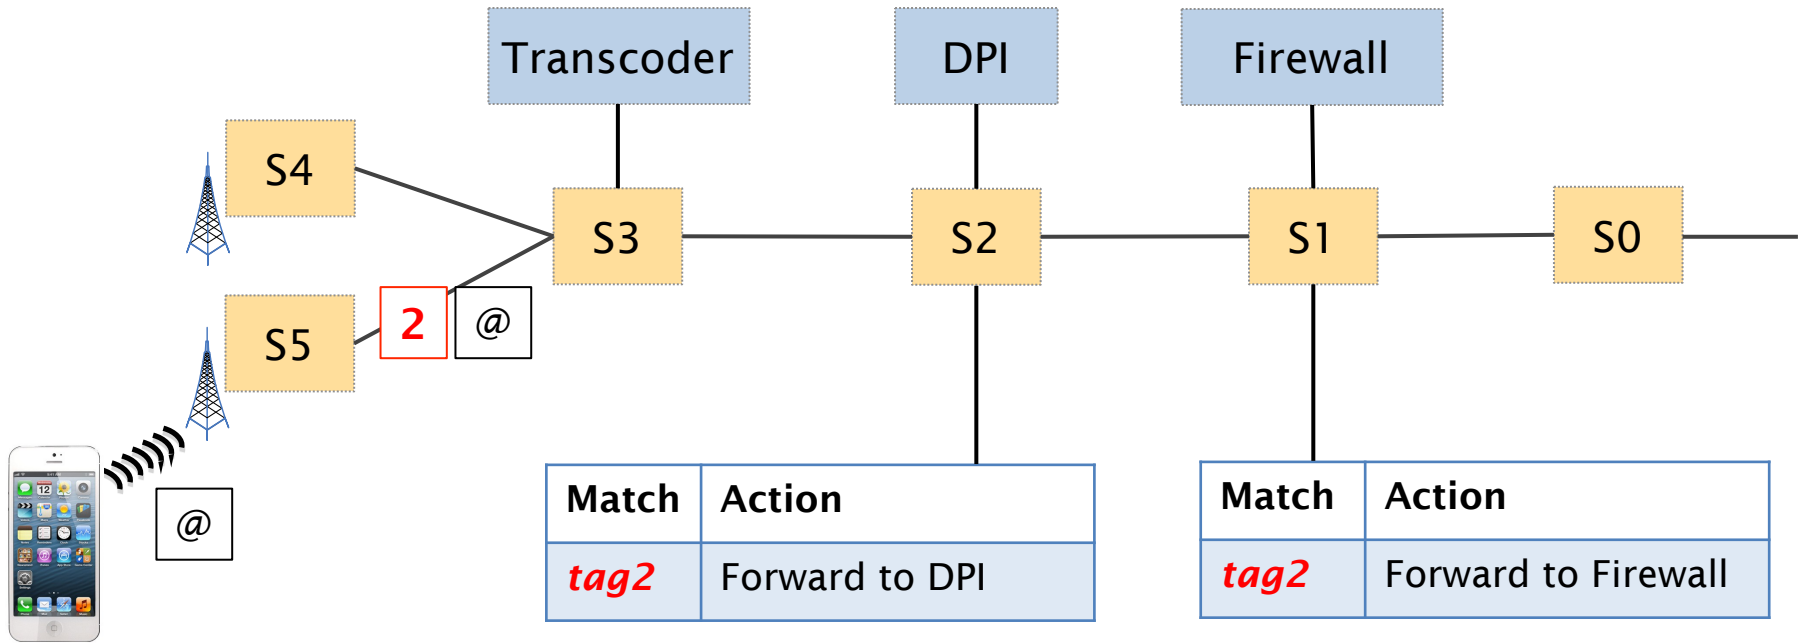 Transcoder
DPI
Firewall
S4
S3
S2
S1
S0
2
@
S5
@
Match Action
tag2 Forward to DPI
Match Action
tag2 Forward to Firewall